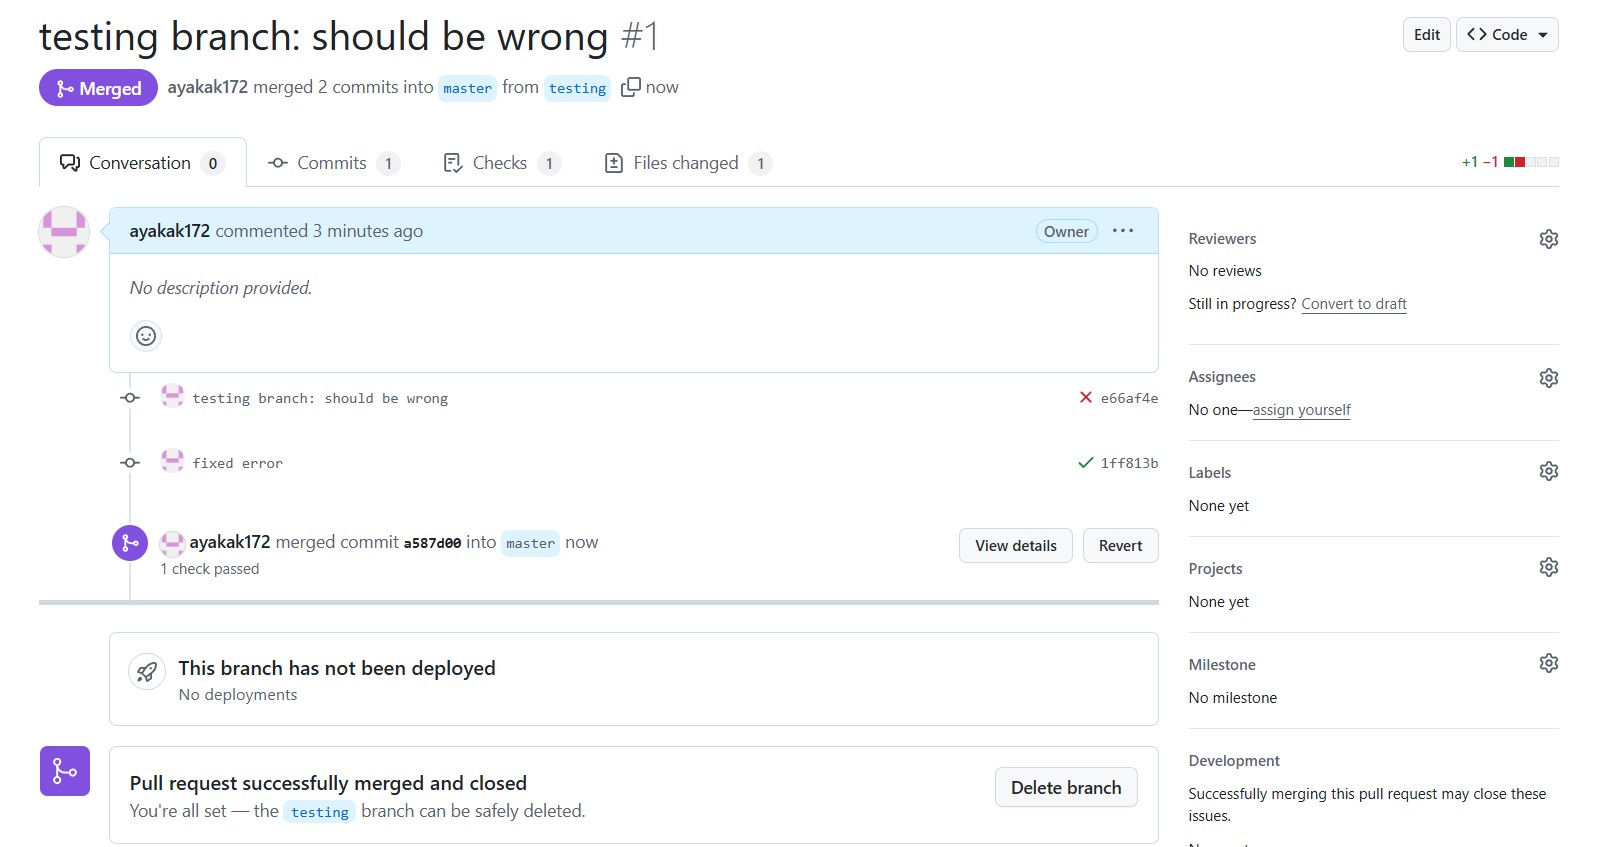 testing branch: should be wrong #1
Edit
Code
Merged
ayakak172 merged 2 commits into master from testing now
Conversation 0
Commits 1
Checks 1
Files changed 1
+1 −1
ayakak172 commented 3 minutes ago
Owner
No description provided.
testing branch: should be wrong
e66af4e
fixed error
1ff813b
ayakak172 merged commit a587d00 into master now
1 check passed
View details
Revert
This branch has not been deployed
No deployments
Pull request successfully merged and closed
You're all set — the testing branch can be safely deleted.
Delete branch
Reviewers
No reviews
Still in progress? Convert to draft
Assignees
No one—assign yourself
Labels
None yet
Projects
None yet
Milestone
No milestone
Development
Successfully merging this pull request may close these
issues.